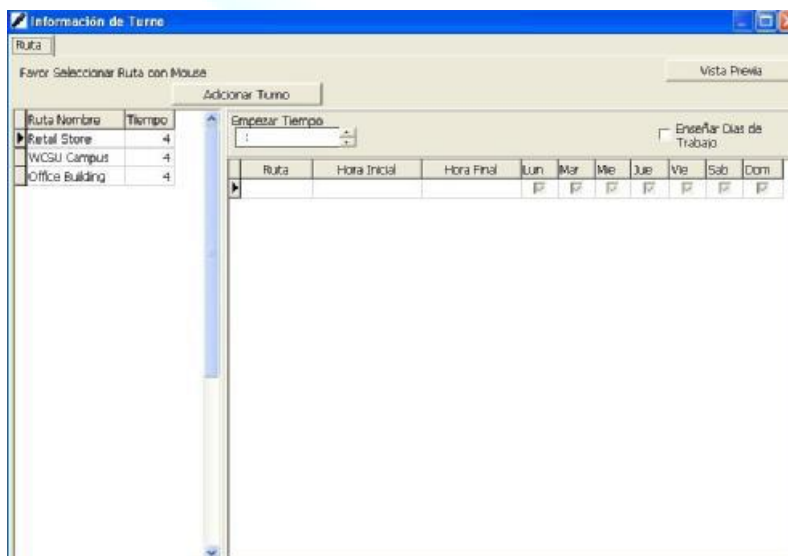 Información de Turno
Ruta
Favor Seleccionar Ruta con Mouse
Vista Previa
Adicionar Turno
Ruta Nombre Tiempo
Retal Store 4
WCSU Campus 4
Office Building 4
Empezar Tiempo
:
Enseñar Dias de
Trabajo
Ruta Hora Inicial Hora Final Lun Mar Mie Jue Vie Sab Dom